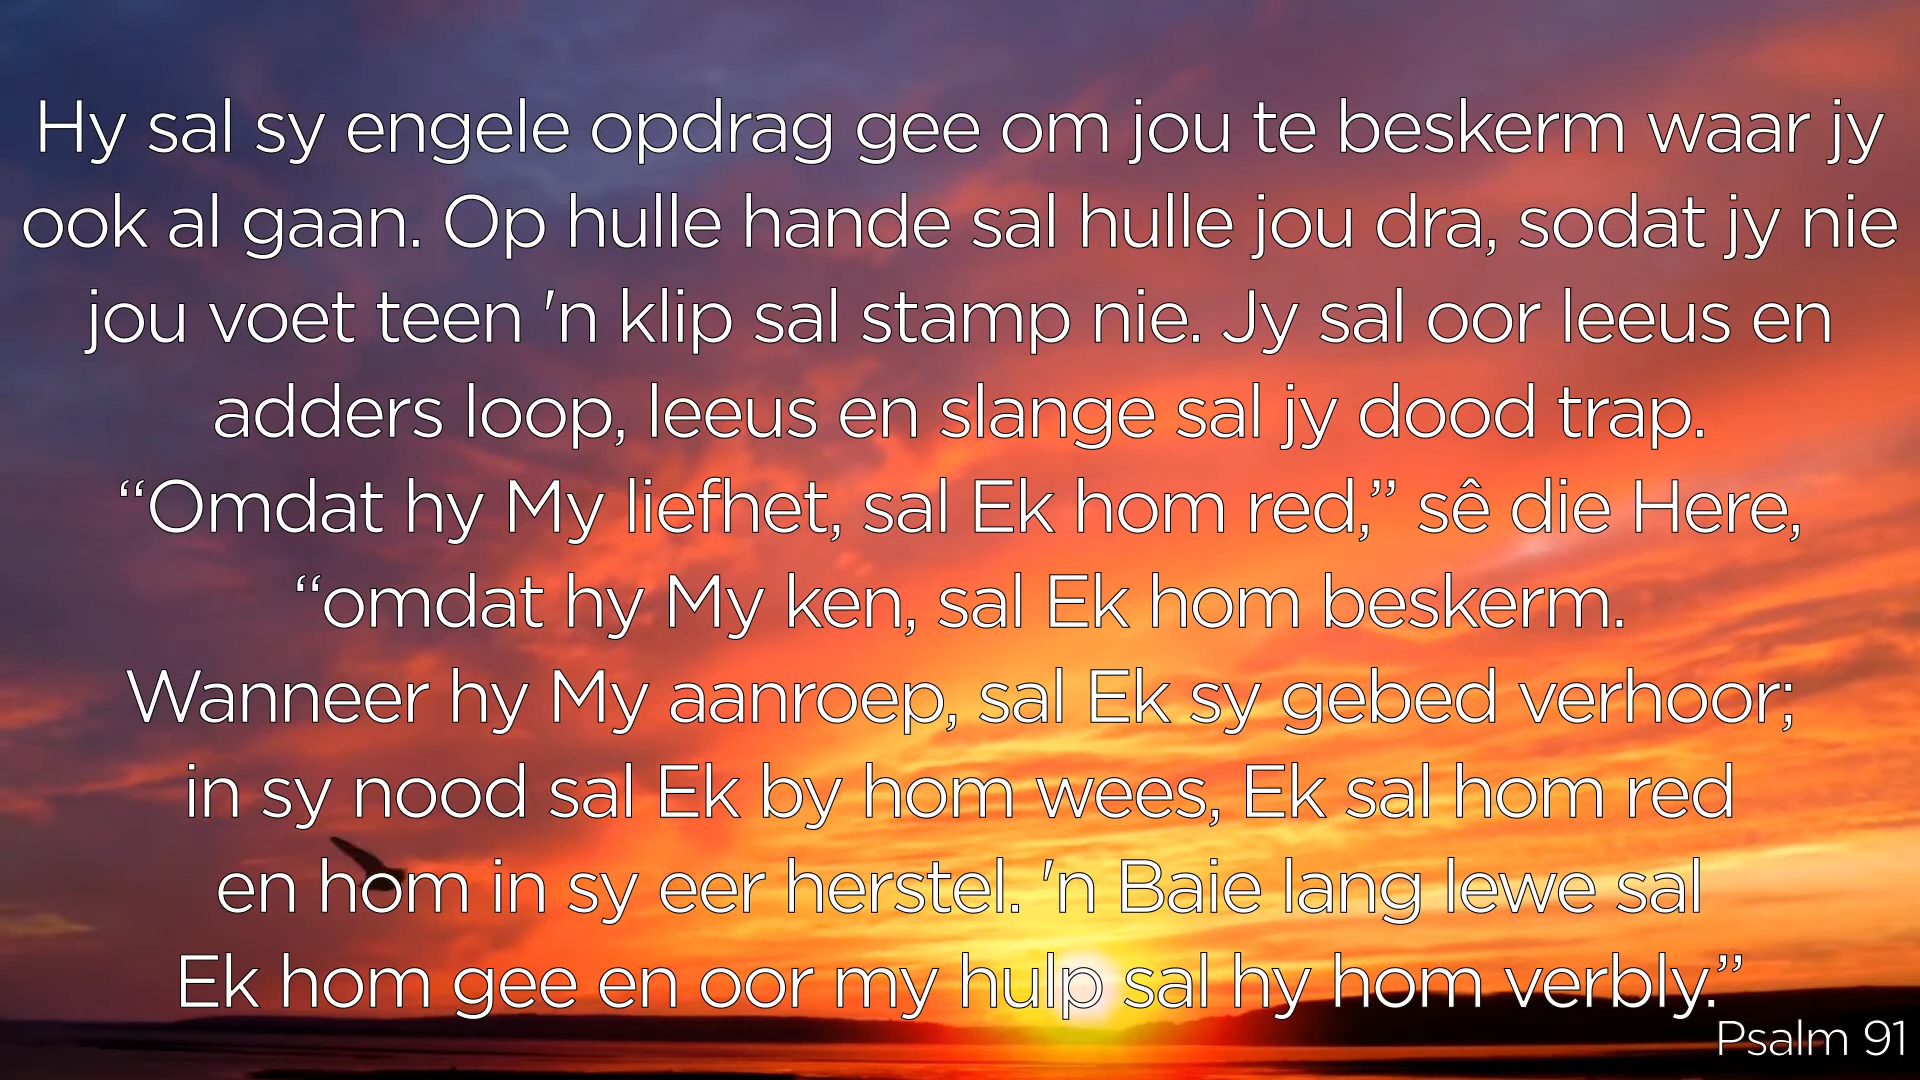 Hy sal sy engele opdrag gee om jou te beskerm waar jy
ook al gaan. Op hulle hande sal hulle jou dra, sodat jy nie
jou voet teen 'n klip sal stamp nie. Jy sal oor leeus en
adders loop, leeus en slange sal jy dood trap.
“Omdat hy My liefhet, sal Ek hom red,” sê die Here,
“omdat hy My ken, sal Ek hom beskerm.
Wanneer hy My aanroep, sal Ek sy gebed verhoor;
in sy nood sal Ek by hom wees, Ek sal hom red
en hom in sy eer herstel. 'n Baie lang lewe sal
Ek hom gee en oor my hulp sal hy hom verbly.”
Psalm 91